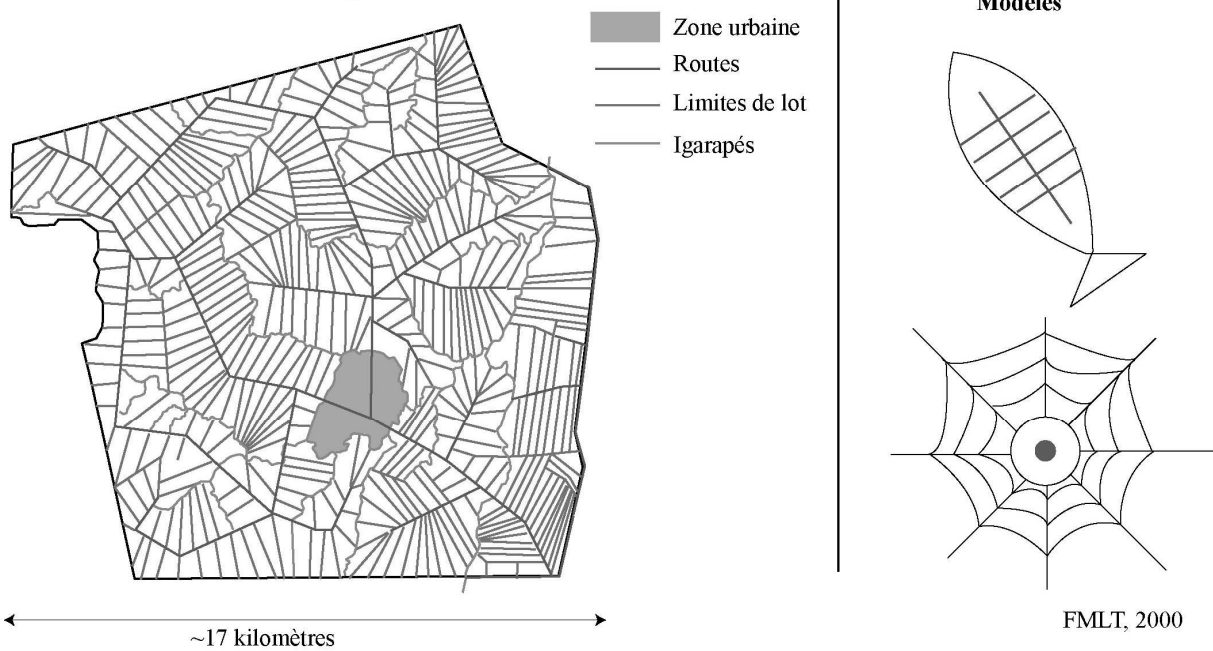 Zone urbaine
Routes
Limites de lot
Igarapés
~17 kilomètres
Modèles
FMLT, 2000